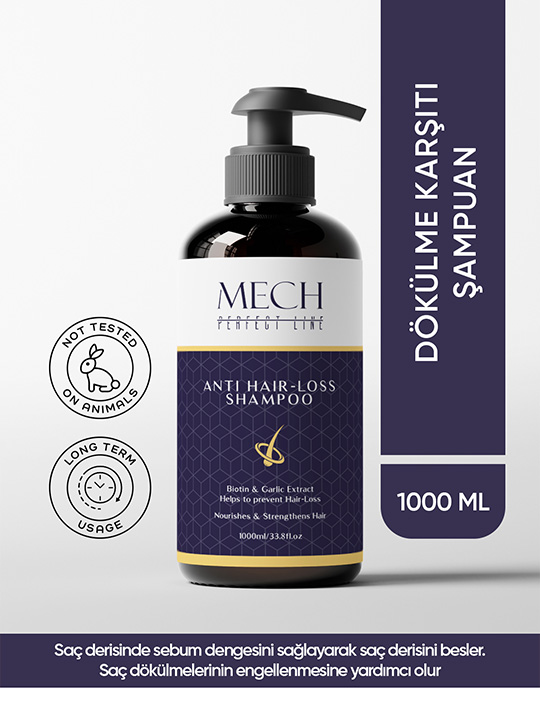 MECH
PERFECT LINE
ANTI HAIR-LOSS
SHAMPOO
Biotin & Garlic Extract
Helps to prevent Hair-Loss
Nourishes & Strengthens Hair
1000ml/33.8fl.oz
NOT TESTED
ON ANIMALS
LONG TERM
USAGE
DÖKÜLME KARŞITI
ŞAMPUAN
1000 ML
Saç derisinde sebum dengesini sağlayarak saç derisini besler.
Saç dökülmelerinin engellenmesine yardımcı olur